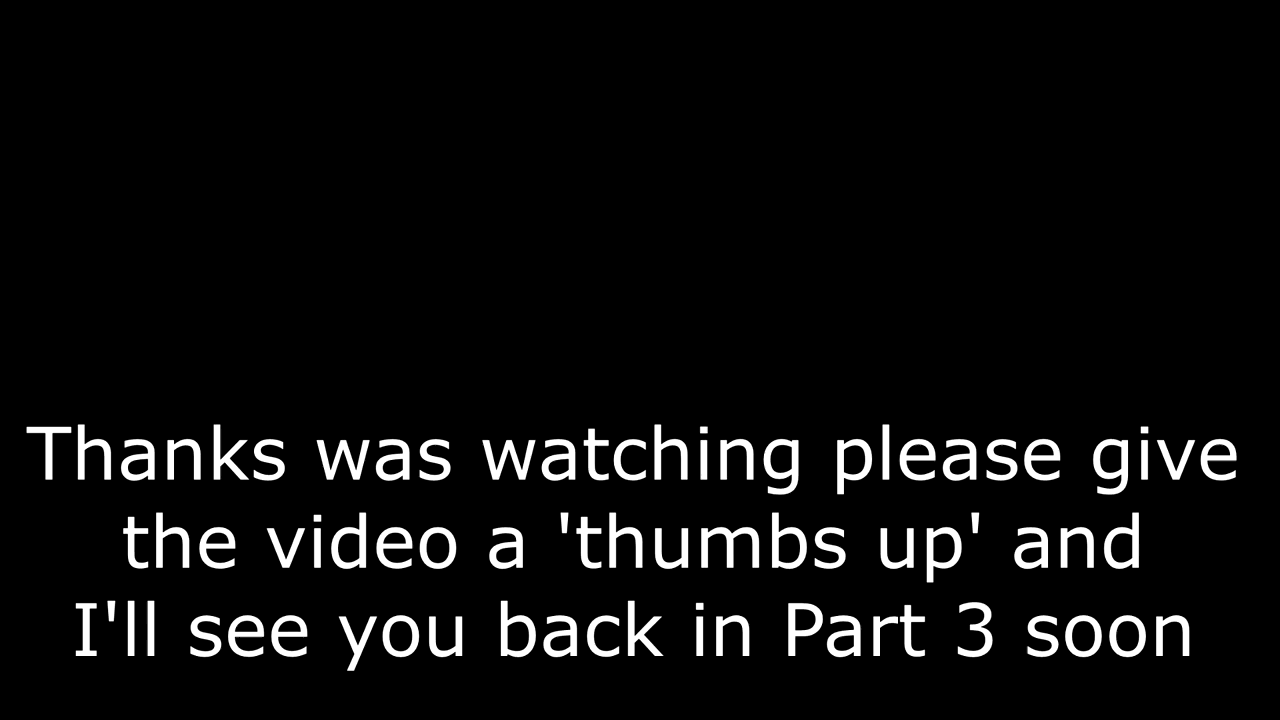 Thanks was watching please give
the video a 'thumbs up' and
I'll see you back in Part 3 soon